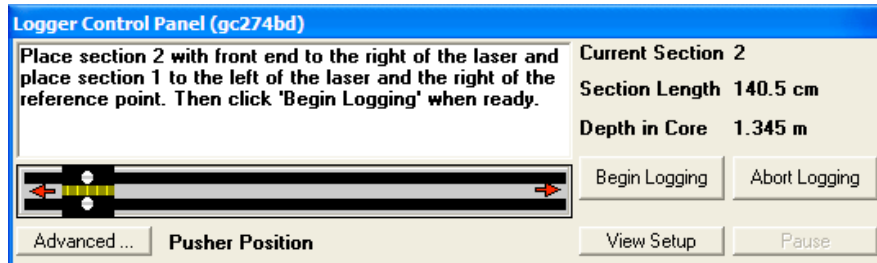 Logger Control Panel (gc274bd)
Place section 2 with front end to the right of the laser and
place section 1 to the left of the laser and the right of the
reference point. Then click 'Begin Logging' when ready.
Current Section 2
Section Length 140.5 cm
Depth in Core 1.345 m
Begin Logging
Abort Logging
Advanced ...
Pusher Position
View Setup
Pause